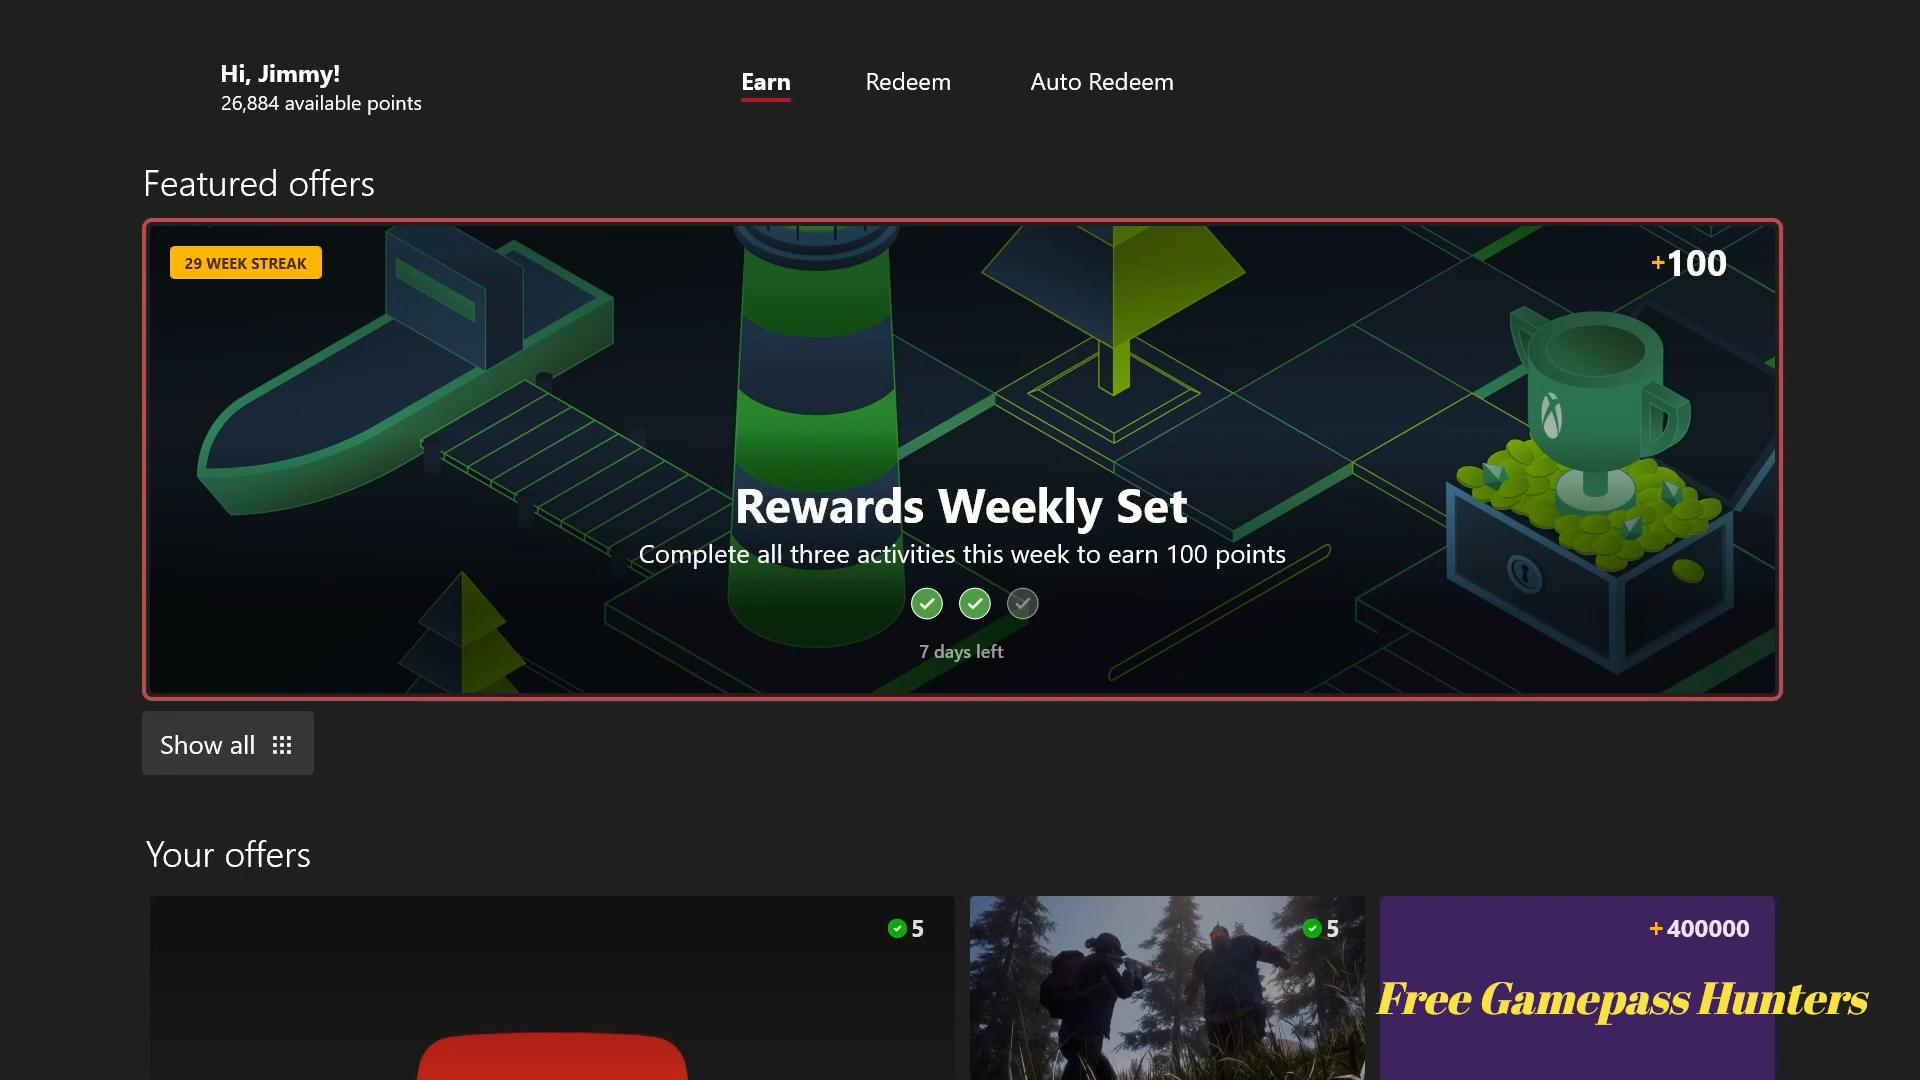 Hi, Jimmy!
26,884 available points
Earn
Redeem
Auto Redeem
Featured offers
29 WEEK STREAK
+100
Rewards Weekly Set
Complete all three activities this week to earn 100 points
7 days left
Show all
Your offers
5
5
+400000
Free Gamepass Hunters